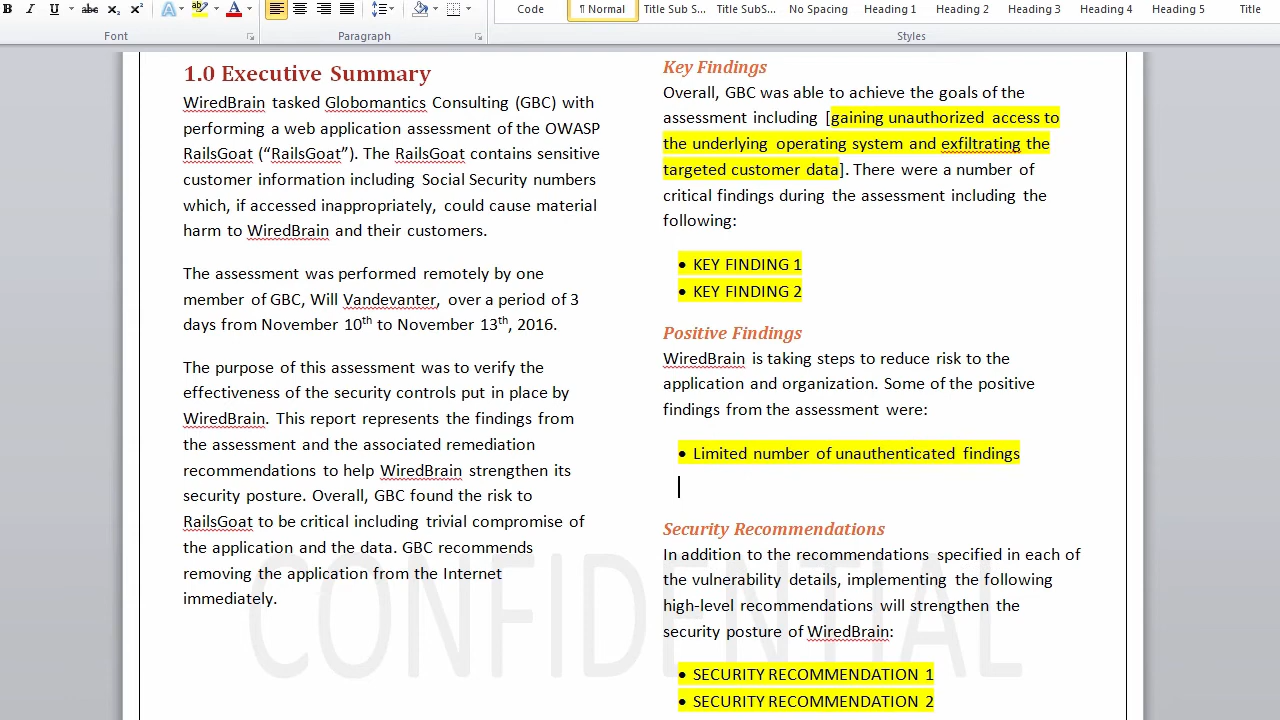 B I U abc x₂ x² A ab A
Code ¶ Normal Title Sub S... Title SubS... No Spacing Heading 1 Heading 2 Heading 3 Heading 4 Heading 5 Title
Font Paragraph Styles
1.0 Executive Summary
WiredBrain tasked Globomantics Consulting (GBC) with
performing a web application assessment of the OWASP
RailsGoat (“RailsGoat”). The RailsGoat contains sensitive
customer information including Social Security numbers
which, if accessed inappropriately, could cause material
harm to WiredBrain and their customers.
The assessment was performed remotely by one
member of GBC, Will Vandevanter, over a period of 3
days from November 10th to November 13th, 2016.
The purpose of this assessment was to verify the
effectiveness of the security controls put in place by
WiredBrain. This report represents the findings from
the assessment and the associated remediation
recommendations to help WiredBrain strengthen its
security posture. Overall, GBC found the risk to
RailsGoat to be critical including trivial compromise of
the application and the data. GBC recommends
removing the application from the Internet
immediately.
Key Findings
Overall, GBC was able to achieve the goals of the
assessment including [gaining unauthorized access to
the underlying operating system and exfiltrating the
targeted customer data]. There were a number of
critical findings during the assessment including the
following:
• KEY FINDING 1
• KEY FINDING 2
Positive Findings
WiredBrain is taking steps to reduce risk to the
application and organization. Some of the positive
findings from the assessment were:
• Limited number of unauthenticated findings
Security Recommendations
In addition to the recommendations specified in each of
the vulnerability details, implementing the following
high-level recommendations will strengthen the
security posture of WiredBrain:
• SECURITY RECOMMENDATION 1
• SECURITY RECOMMENDATION 2
CONFIDENTIAL